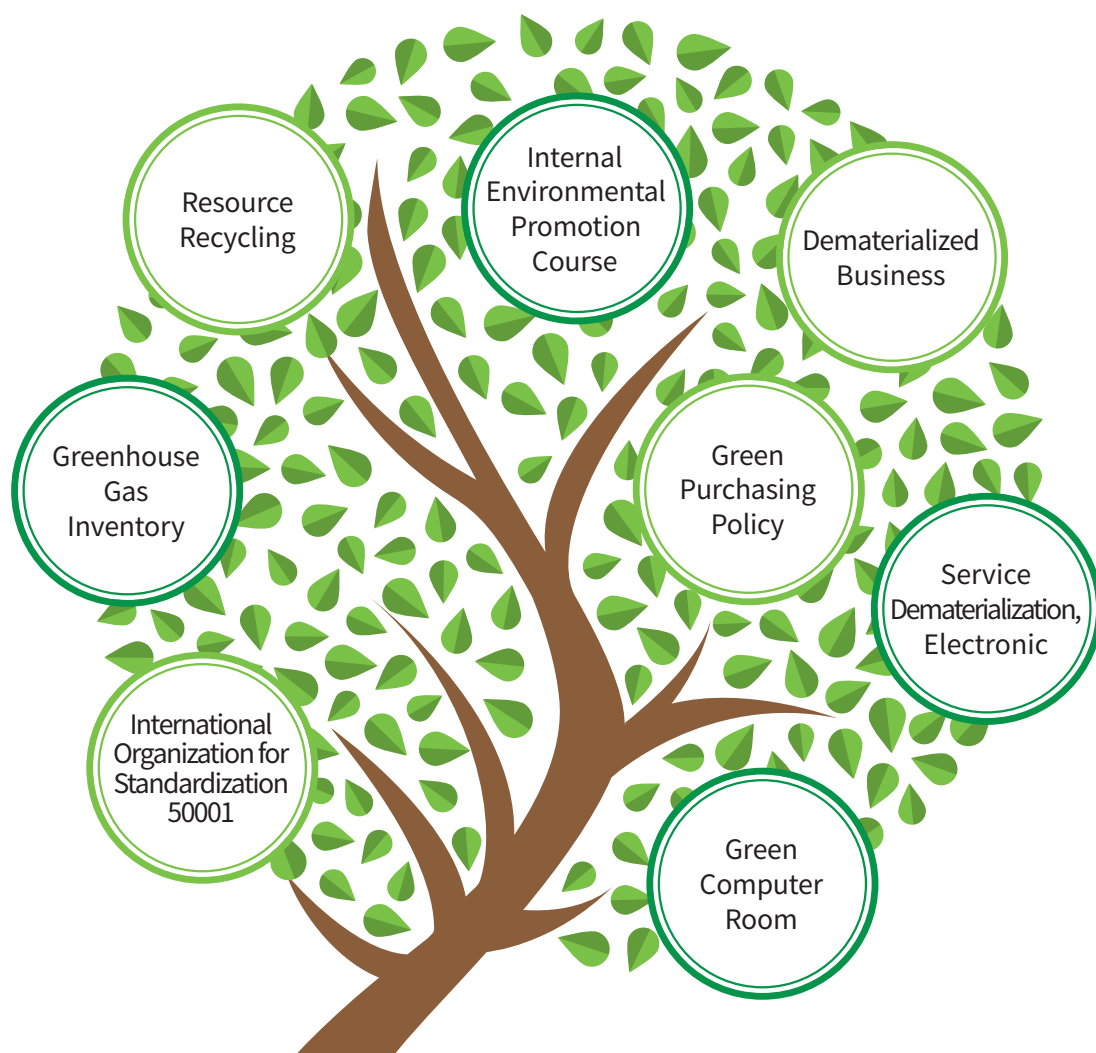 Resource
Recycling
Internal
Environmental
Promotion
Course
Dematerialized
Business
Greenhouse
Gas
Inventory
Green
Purchasing
Policy
Service
Dematerialization,
Electronic
International
Organization for
Standardization
50001
Green
Computer
Room